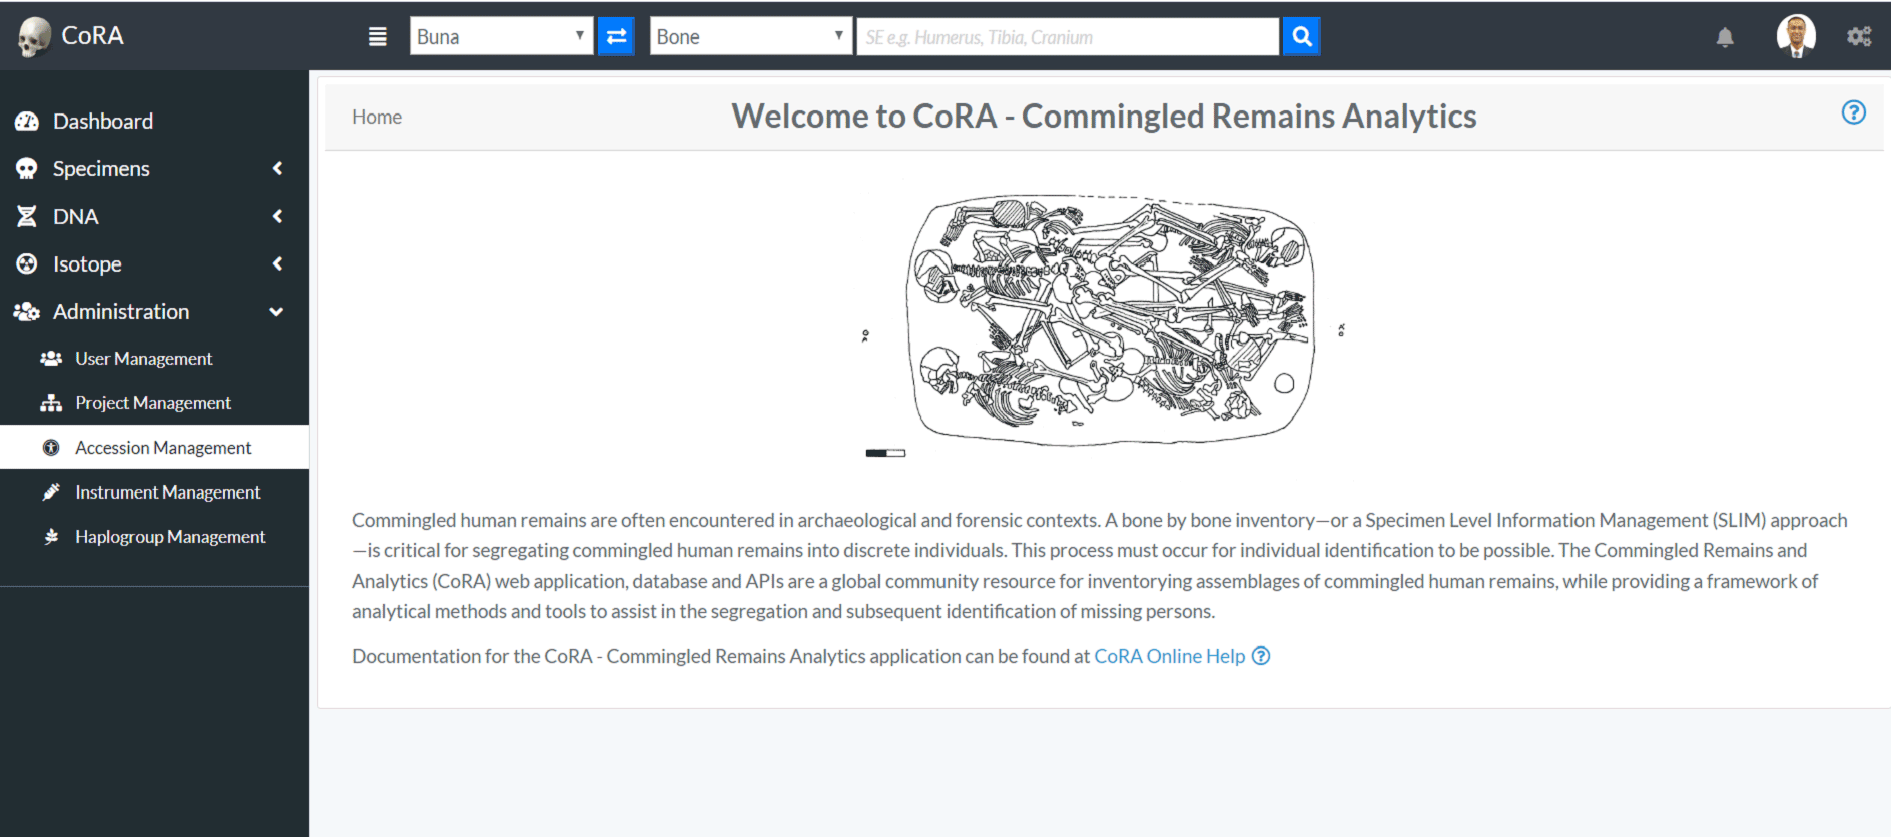 CoRA
Buna
Bone
SE e.g. Humerus, Tibia, Cranium
Dashboard
Specimens
DNA
Isotope
Administration
User Management
Project Management
Accession Management
Instrument Management
Haplogroup Management
Home
Welcome to CoRA - Commingled Remains Analytics
Commingled human remains are often encountered in archaeological and forensic contexts. A bone by bone inventory—or a Specimen Level Information Management (SLIM) approach
—is critical for segregating commingled human remains into discrete individuals. This process must occur for individual identification to be possible. The Commingled Remains and
Analytics (CoRA) web application, database and APIs are a global community resource for inventorying assemblages of commingled human remains, while providing a framework of
analytical methods and tools to assist in the segregation and subsequent identification of missing persons.
Documentation for the CoRA - Commingled Remains Analytics application can be found at CoRA Online Help